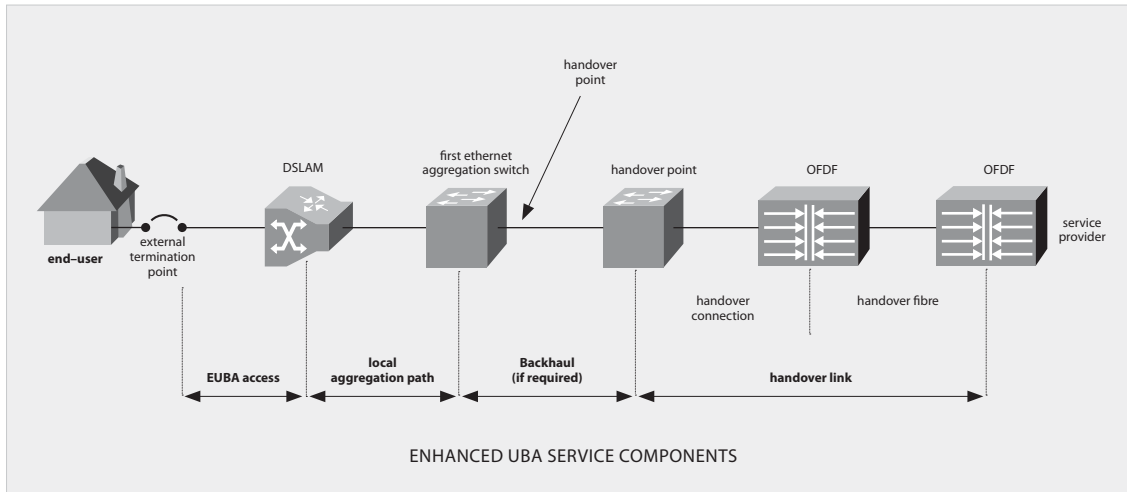 handover
point
DSLAM
first ethernet
aggregation switch
handover point
OFDF
OFDF
service
provider
external
termination
point
end–user
handover
connection
handover fibre
EUBA access
local
aggregation path
Backhaul
(if required)
handover link
ENHANCED UBA SERVICE COMPONENTS